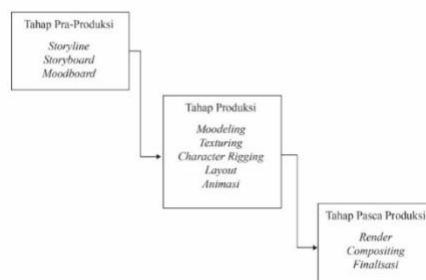 Tahap Pra-Produksi
Storyline
Storyboard
Moodboard
Tahap Produksi
Moodeling
Texturing
Character Rigging
Layout
Animasi
Tahap Pasca Produksi
Render
Compositing
Finalisasi